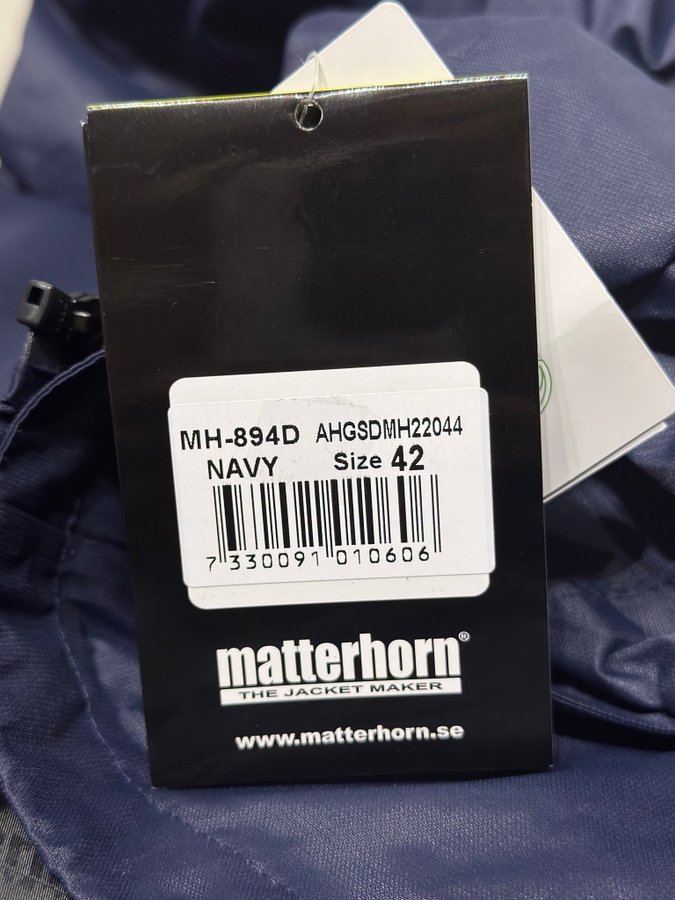 MH-894D AHGSDMH22044
NAVY Size 42
7 330091 010606
matterhorn®
THE JACKET MAKER
www.matterhorn.se